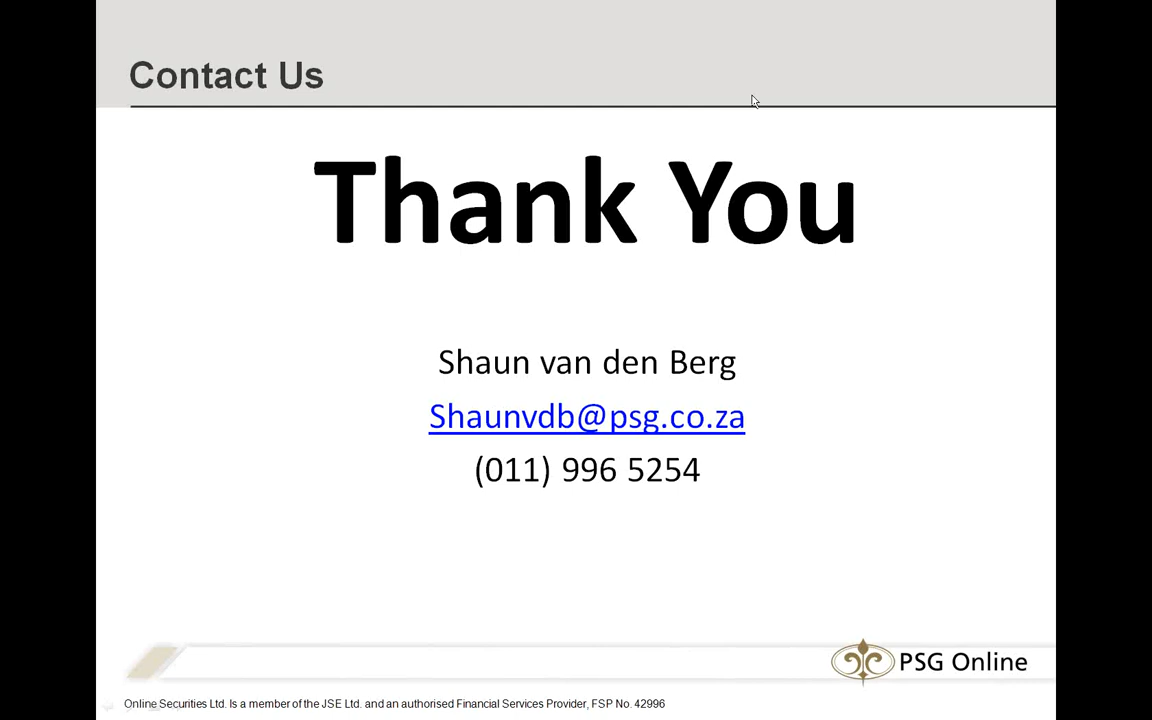 Contact Us
Thank You
Shaun van den Berg
Shaunvdb@psg.co.za
(011) 996 5254
PSG Online
Online Securities Ltd. Is a member of the JSE Ltd. and an authorised Financial Services Provider, FSP No. 42996